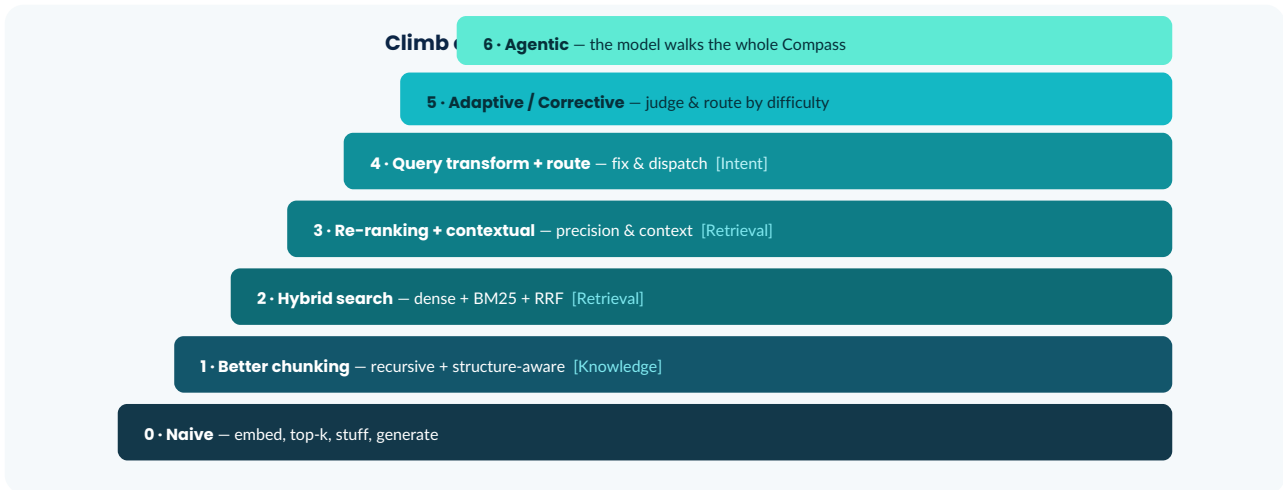 Climb
6 · Agentic — the model walks the whole Compass
5 · Adaptive / Corrective — judge & route by difficulty
4 · Query transform + route — fix & dispatch [Intent]
3 · Re-ranking + contextual — precision & context [Retrieval]
2 · Hybrid search — dense + BM25 + RRF [Retrieval]
1 · Better chunking — recursive + structure-aware [Knowledge]
0 · Naive — embed, top-k, stuff, generate